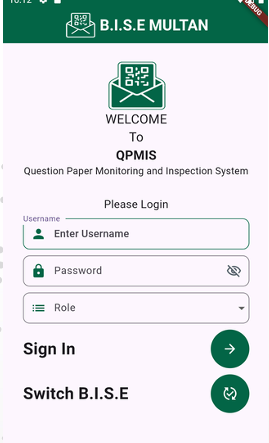 10:12
DEBUG
B.I.S.E MULTAN
WELCOME
To
QPMIS
Question Paper Monitoring and Inspection System
Please Login
Username
Enter Username
Password
Role
Sign In
Switch B.I.S.E